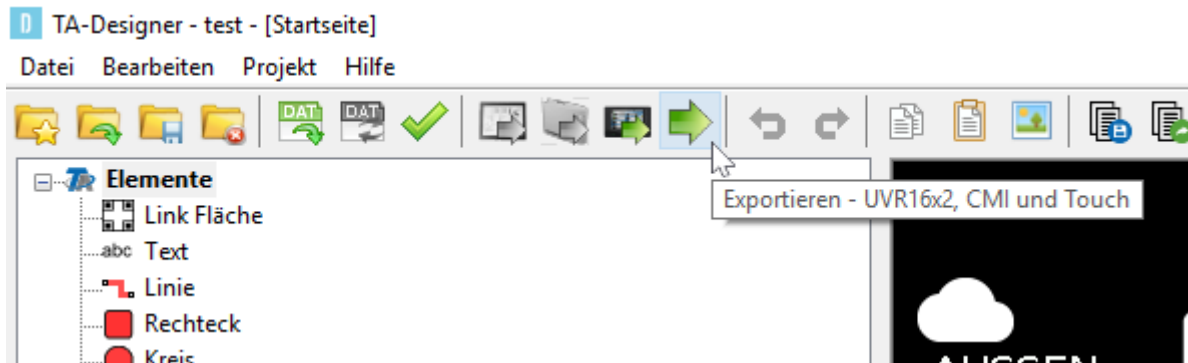 TA-Designer - test - [Startseite]
Datei Bearbeiten Projekt Hilfe
DAT DAT
Elemente
Exportieren - UVR16x2, CMI und Touch
Link Fläche
abc Text
Linie
Rechteck
Kreis
AUSSEN